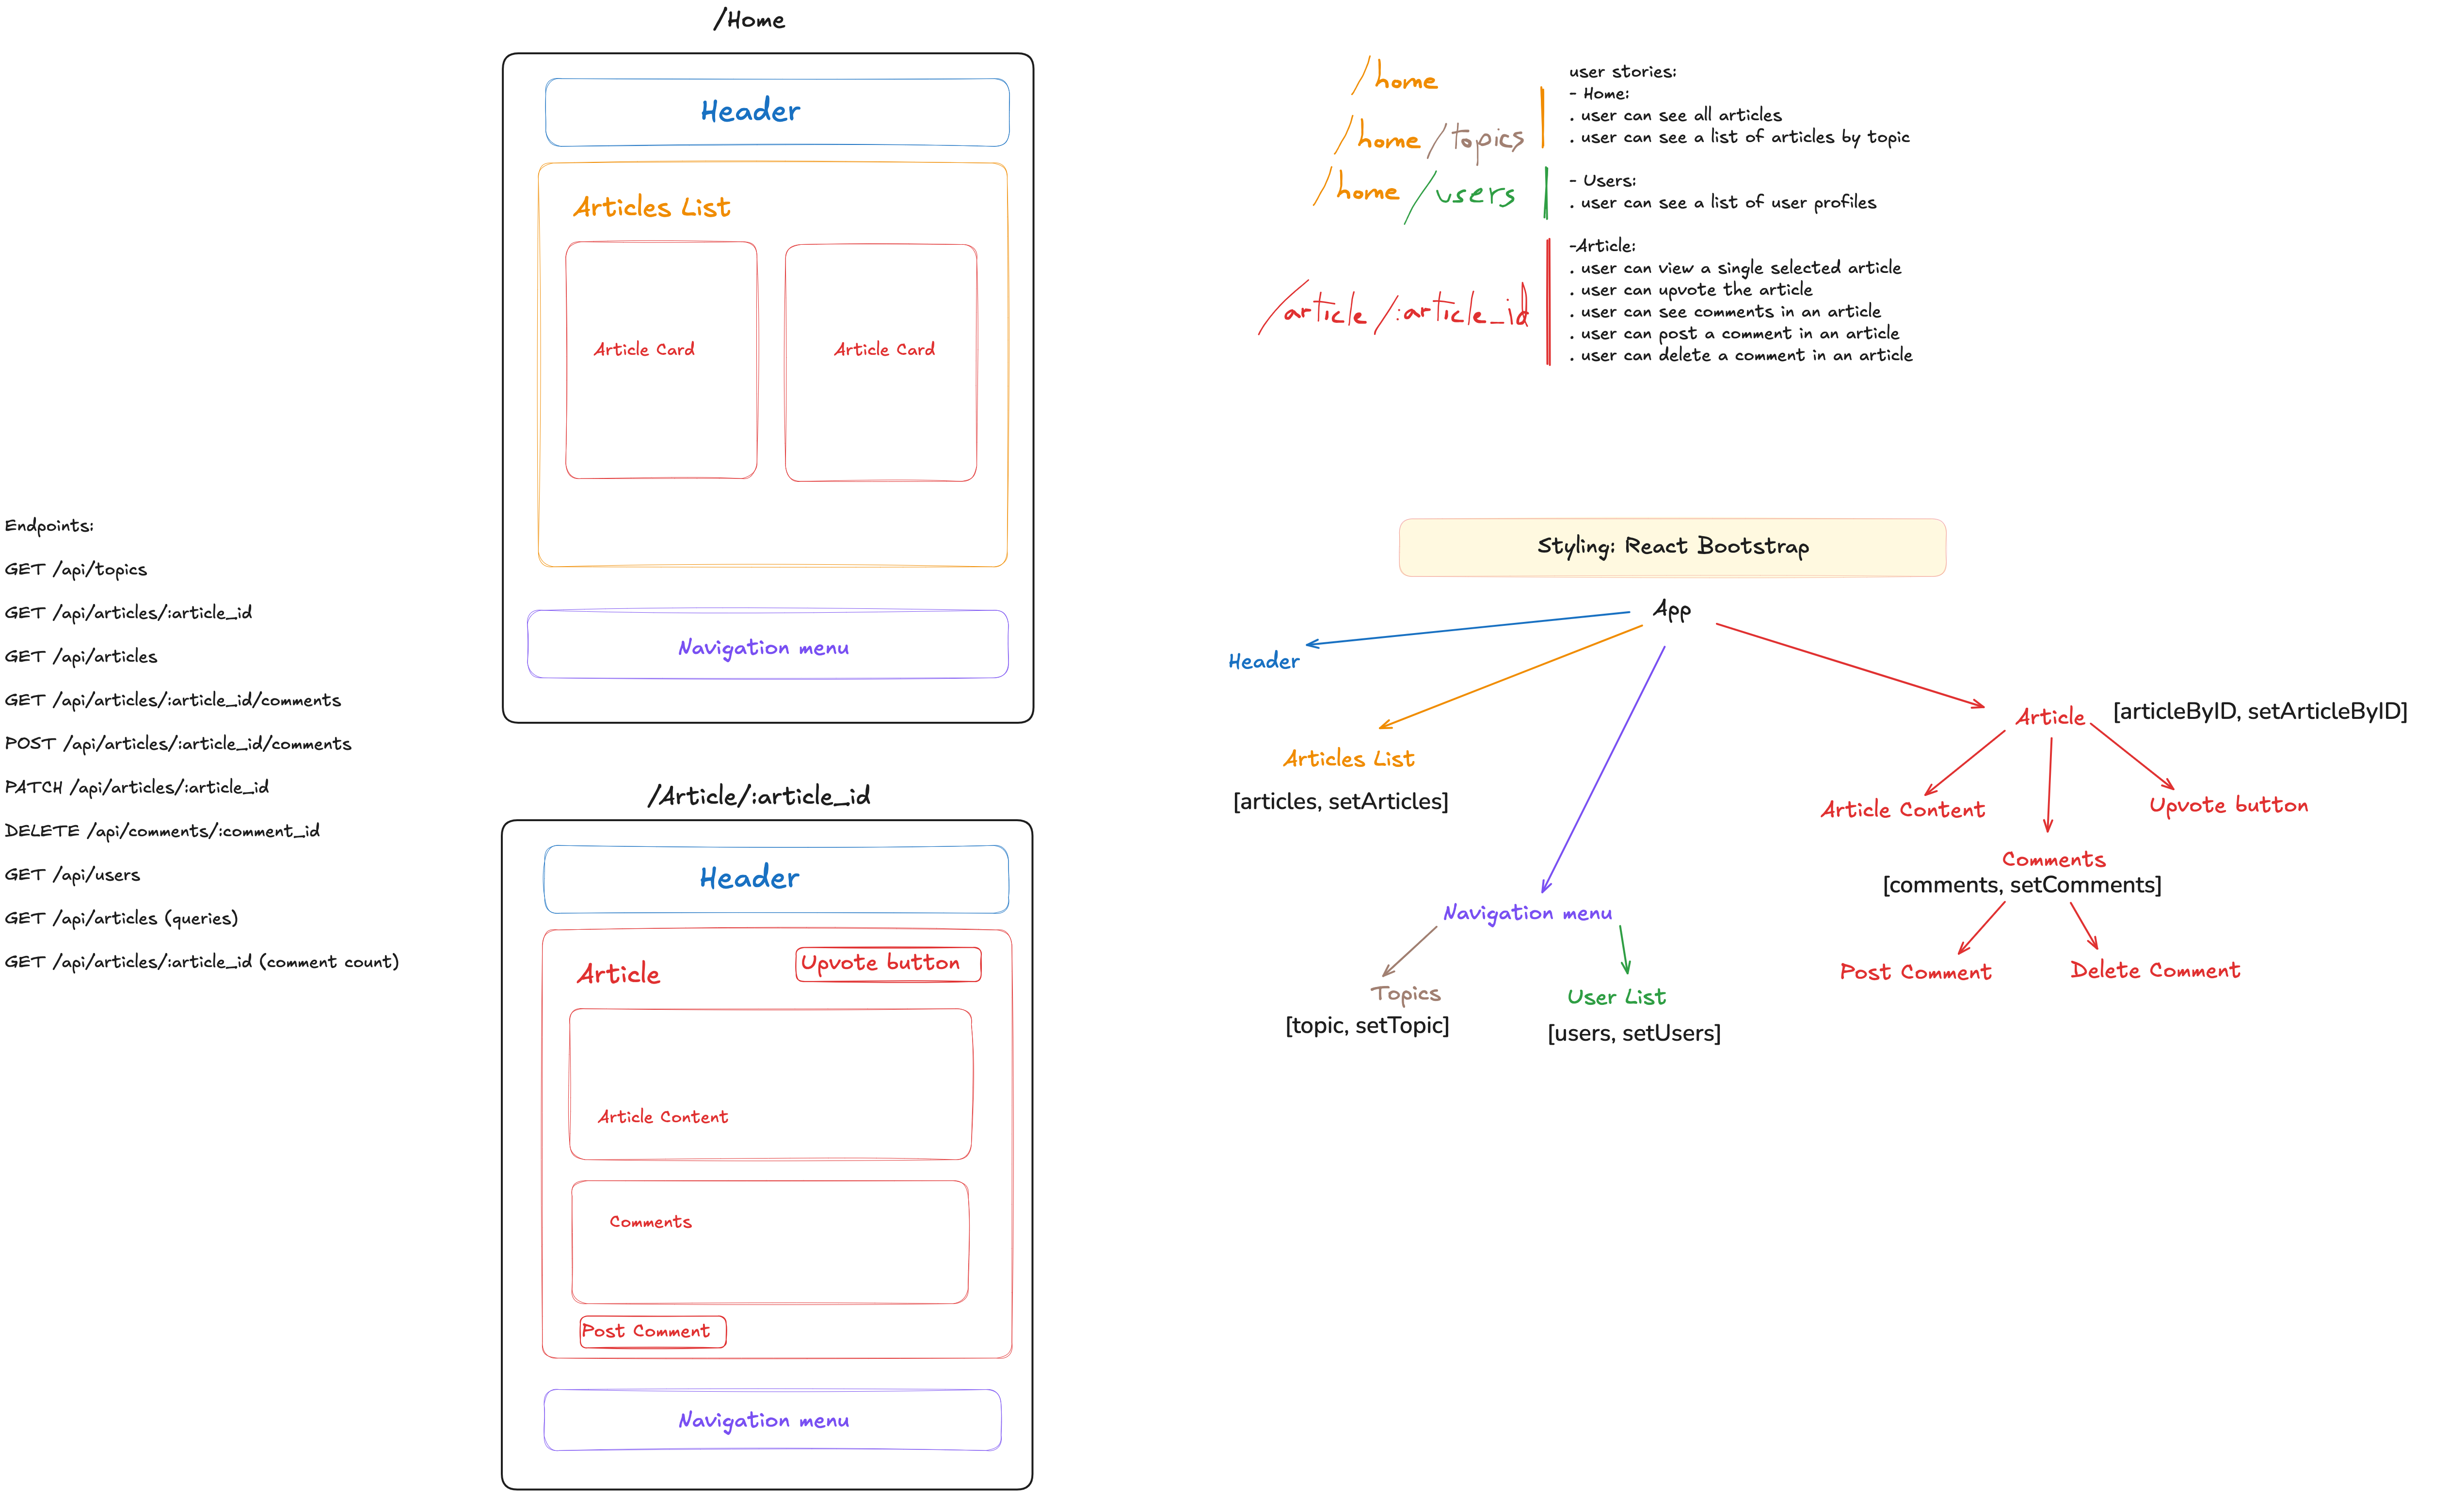 /Home
Header
Articles List
Article Card
Article Card
Navigation menu
Endpoints:
GET /api/topics
GET /api/articles/:article_id
GET /api/articles
GET /api/articles/:article_id/comments
POST /api/articles/:article_id/comments
PATCH /api/articles/:article_id
DELETE /api/comments/:comment_id
GET /api/users
GET /api/articles (queries)
GET /api/articles/:article_id (comment count)
/Article/:article_id
Header
Article
Upvote button
Article Content
Comments
Post Comment
Navigation menu
/home
/home/topics
/home/users
/article/:article_id
user stories:
- Home:
. user can see all articles
. user can see a list of articles by topic
- Users:
. user can see a list of user profiles
-Article:
. user can view a single selected article
. user can upvote the article
. user can see comments in an article
. user can post a comment in an article
. user can delete a comment in an article
Styling: React Bootstrap
App
Header
Articles List
[articles, setArticles]
Navigation menu
Topics
[topic, setTopic]
User List
[users, setUsers]
Article
[articleByID, setArticleByID]
Article Content
Upvote button
Comments
[comments, setComments]
Post Comment
Delete Comment